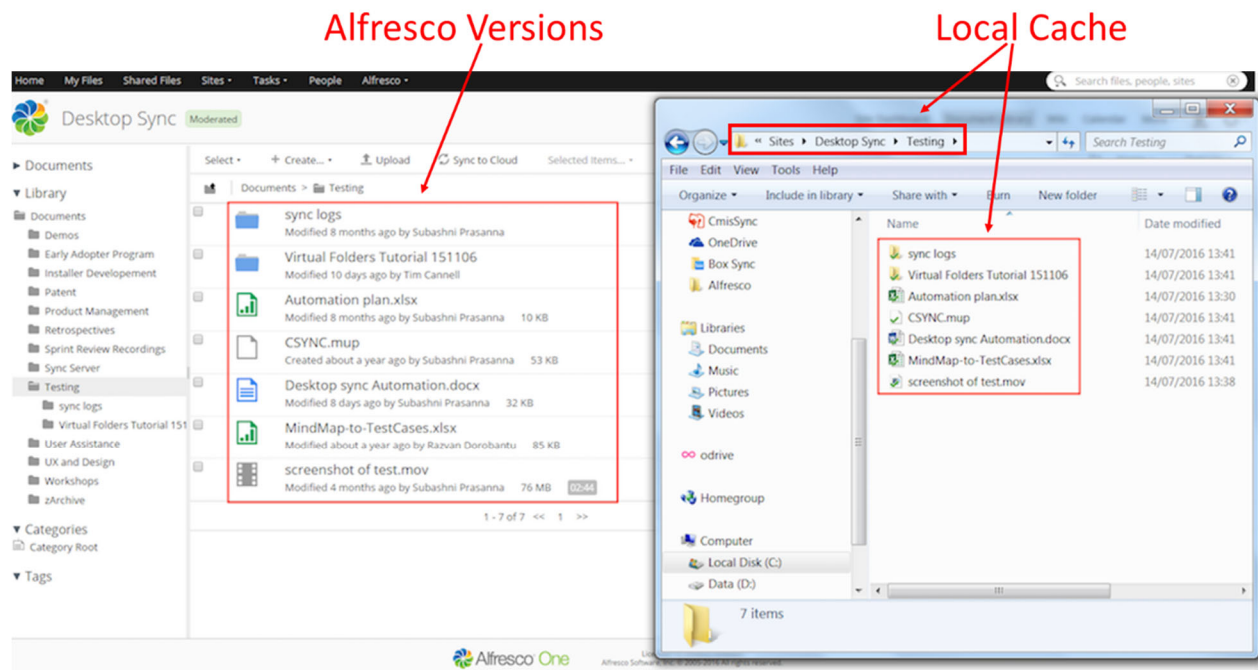 Alfresco Versions
Local Cache
Home My Files Shared Files Sites Tasks People Alfresco
Search files, people, sites
Desktop Sync Moderated
Documents
Library
Documents
Demos
Early Adopter Program
Installer Developement
Patent
Product Management
Retrospectives
Sprint Review Recordings
Sync Server
Testing
sync logs
Virtual Folders Tutorial 151
User Assistance
UX and Design
Workshops
zArchive
Categories
Category Root
Tags
Select + Create... Upload Sync to Cloud Selected Items...
Documents > Testing
sync logs
Modified 8 months ago by Subashni Prasanna
Virtual Folders Tutorial 151106
Modified 10 days ago by Tim Cannell
Automation plan.xlsx
Modified 8 months ago by Subashni Prasanna 10 KB
CSYNC.mup
Created about a year ago by Subashni Prasanna 53 KB
Desktop sync Automation.docx
Modified 8 days ago by Subashni Prasanna 32 KB
MindMap-to-TestCases.xlsx
Modified about a year ago by Razvan Dorobantu 85 KB
screenshot of test.mov
Modified 4 months ago by Subashni Prasanna 76 MB 02:44
1 - 7 of 7 << 1 >>
« Sites Desktop Sync Testing
Search Testing
File Edit View Tools Help
Organize Include in library Share with Burn New folder
CmisSync
OneDrive
Box Sync
Alfresco
Libraries
Documents
Music
Pictures
Videos
odrive
Homegroup
Computer
Local Disk (C:)
Data (D:)
Name Date modified
sync logs 14/07/2016 13:41
Virtual Folders Tutorial 151106 14/07/2016 13:41
Automation plan.xlsx 14/07/2016 13:30
CSYNC.mup 14/07/2016 13:41
Desktop sync Automation.docx 14/07/2016 13:41
MindMap-to-TestCases.xlsx 14/07/2016 13:41
screenshot of test.mov 14/07/2016 13:38
7 items
Alfresco One
Alfresco Software, Inc. © 2005-2016 All rights reserved.